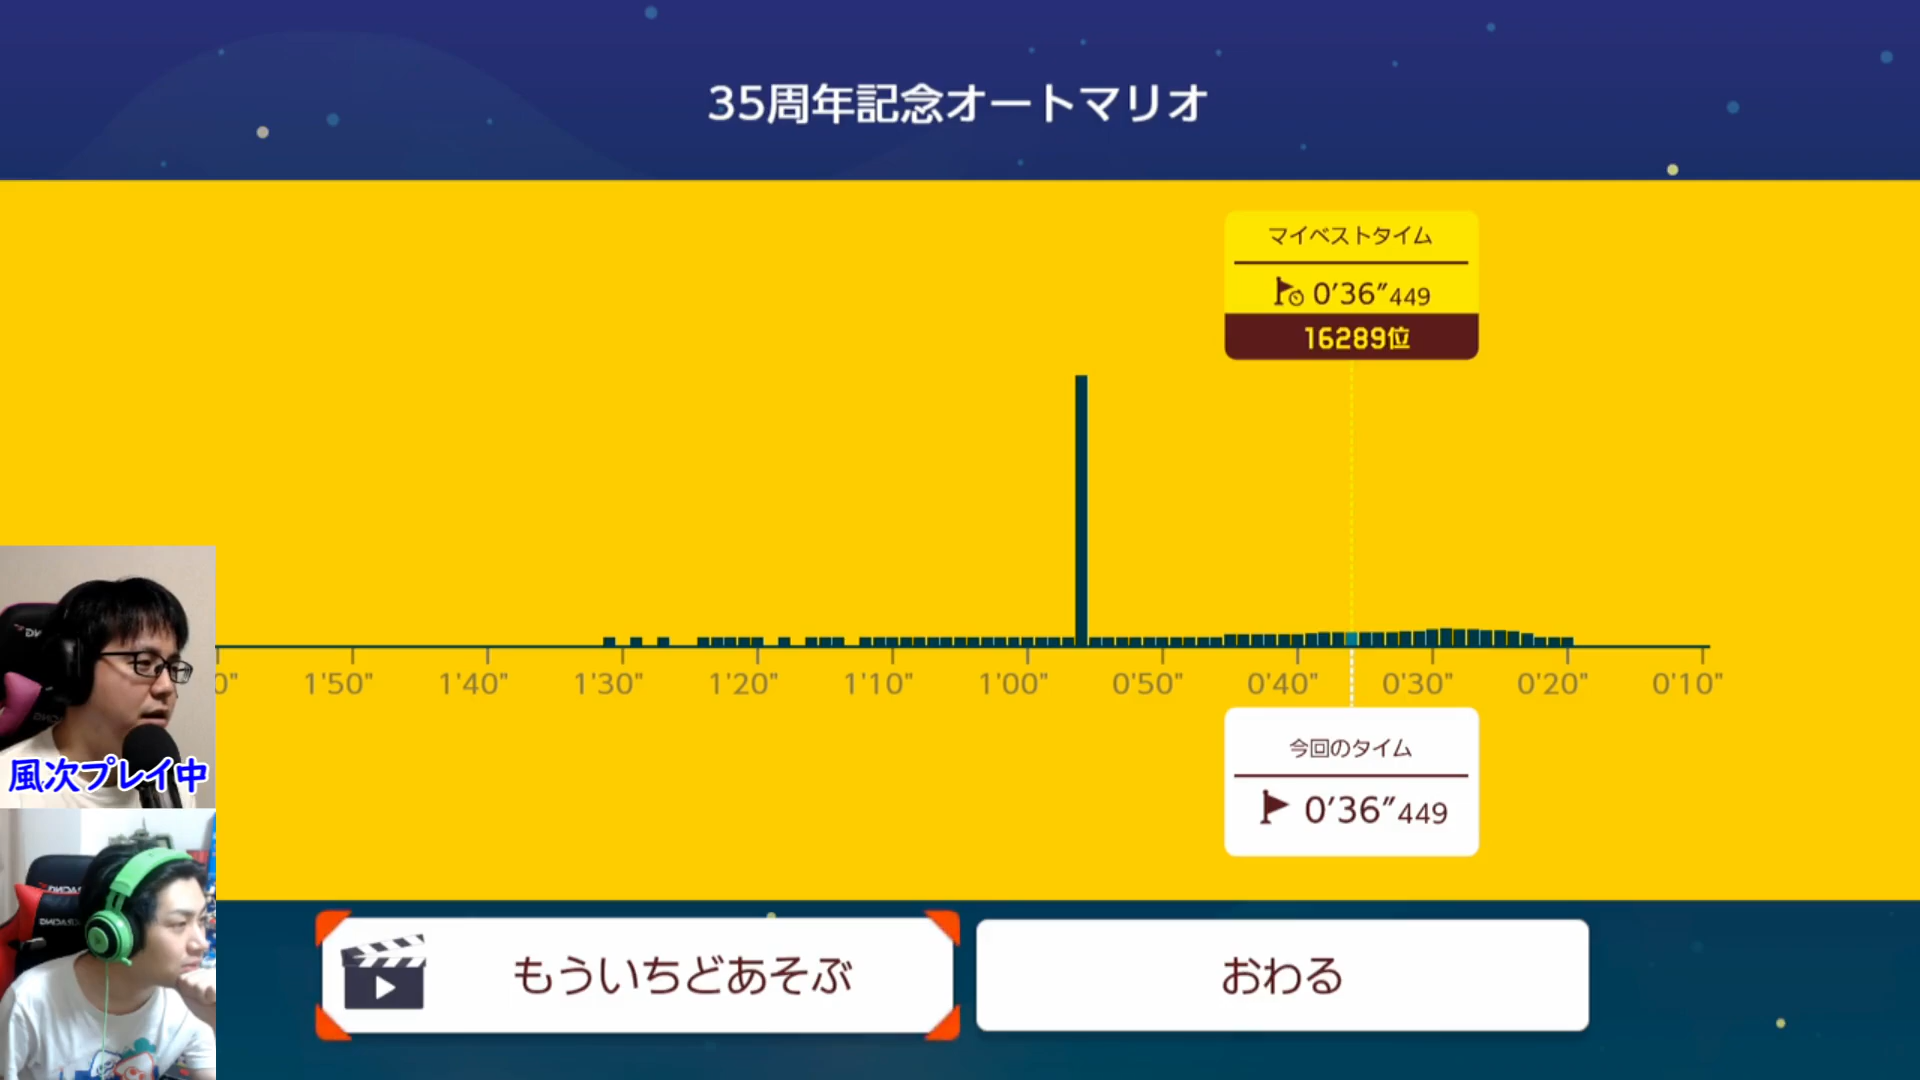 35周年記念オートマリオ
マイベストタイム
0'36"449
16289位
0" 1'50" 1'40" 1'30" 1'20" 1'10" 1'00" 0'50" 0'40" 0'30" 0'20" 0'10"
今回のタイム
0'36"449
風次プレイ中
もういちどあそぶ
おわる